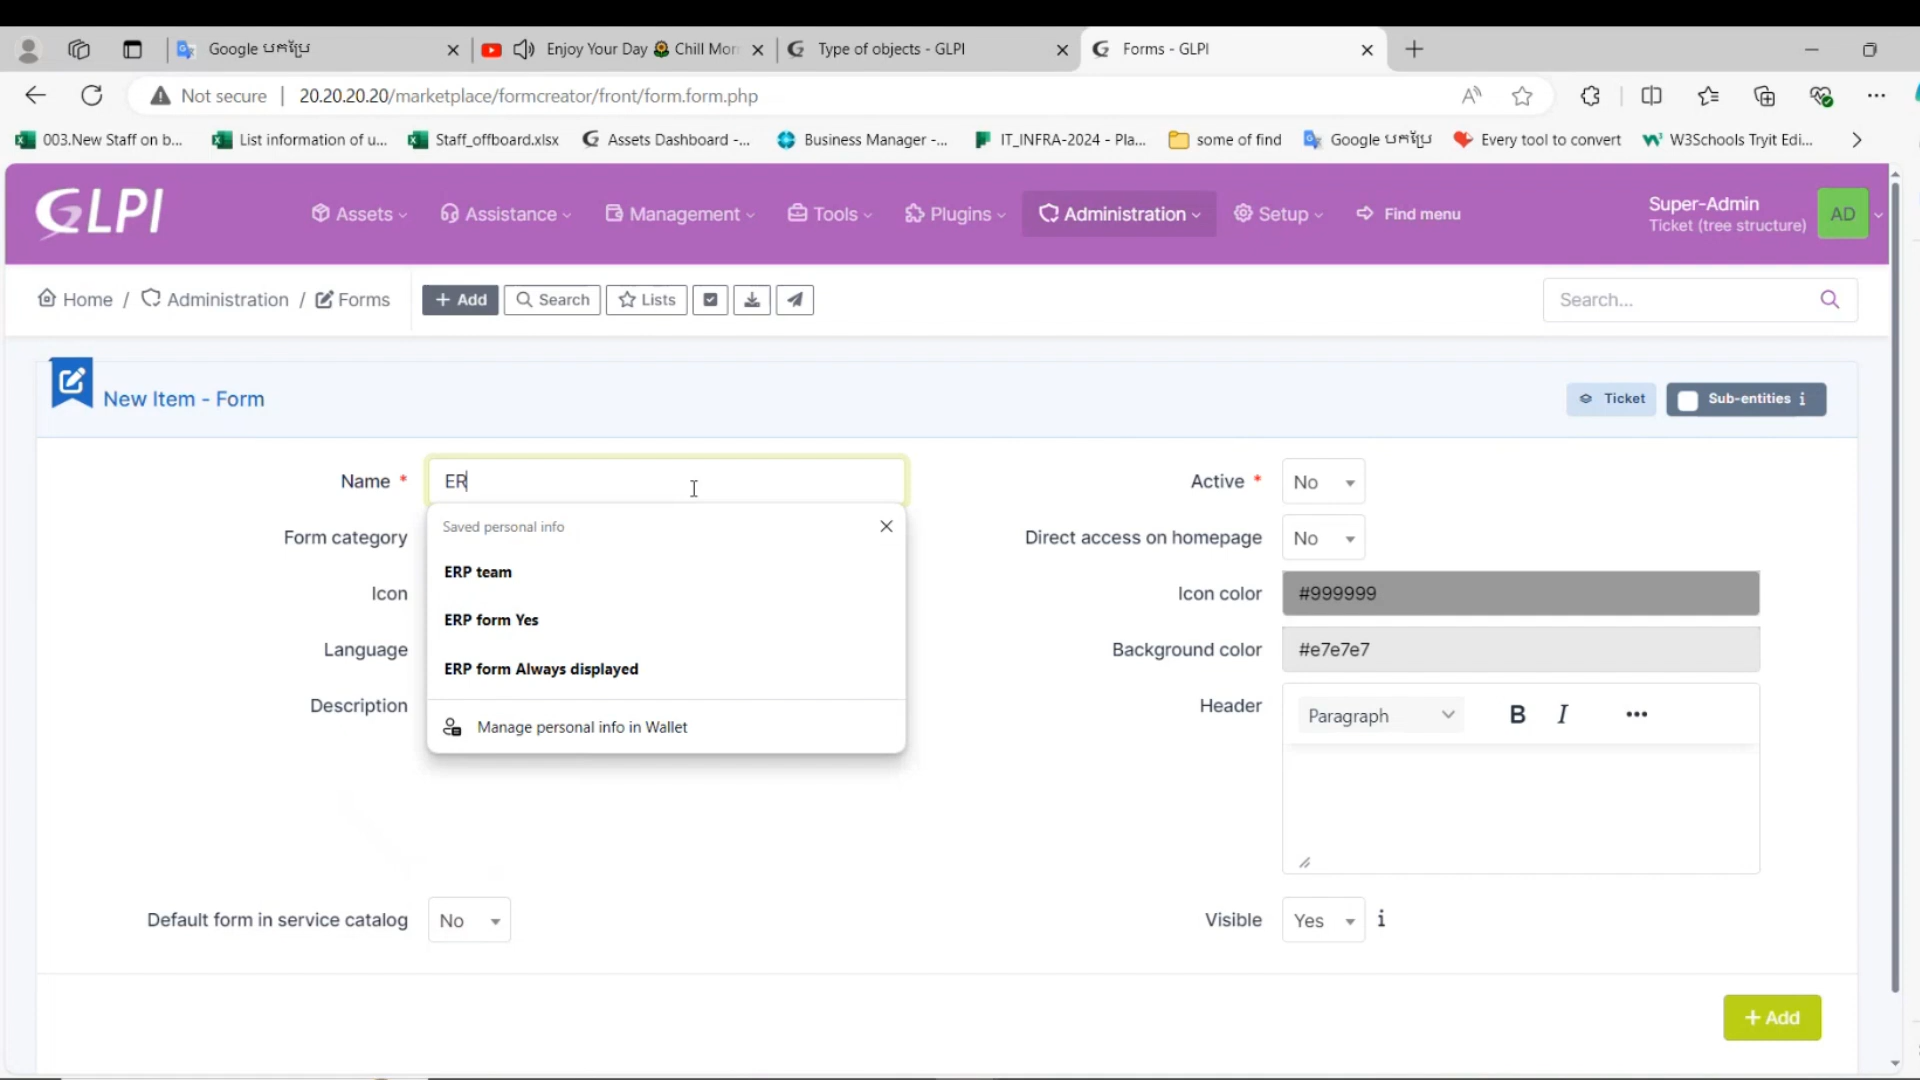 Google បកប្រែ
Enjoy Your Day 🌻 Chill Mor
Type of objects - GLPI
Forms - GLPI
Not secure
20.20.20.20/marketplace/formcreator/front/form.form.php
003.New Staff on b...
List information of u...
Staff_offboard.xlsx
Assets Dashboard -...
Business Manager -...
IT_INFRA-2024 - Pla...
some of find
Google បកប្រែ
Every tool to convert
W3Schools Tryit Edi...
GLPI
Assets
Assistance
Management
Tools
Plugins
Administration
Setup
Find menu
Super-Admin
Ticket (tree structure)
AD
Home / Administration / Forms
+ Add
Search
Lists
Search...
New Item - Form
Ticket
Sub-entities i
Name * ER
Active * No
Saved personal info
Form category
Direct access on homepage No
ERP team
Icon
Icon color #999999
ERP form Yes
Language
Background color #e7e7e7
ERP form Always displayed
Description
Header
Paragraph B I ...
Manage personal info in Wallet
Default form in service catalog No
Visible Yes i
+ Add